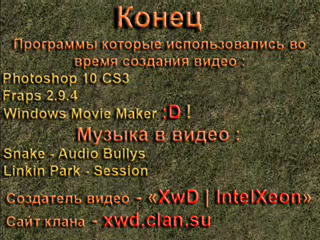 Конец
Программы которые использовались во
время создания видео :
Photoshop 10 CS3
Fraps 2.9.4
Windows Movie Maker :D !
Музыка в видео :
Snake - Audio Bullys
Linkin Park - Session
Создатель видео - «XwD | IntelXeon»
Сайт клана - xwd.clan.su